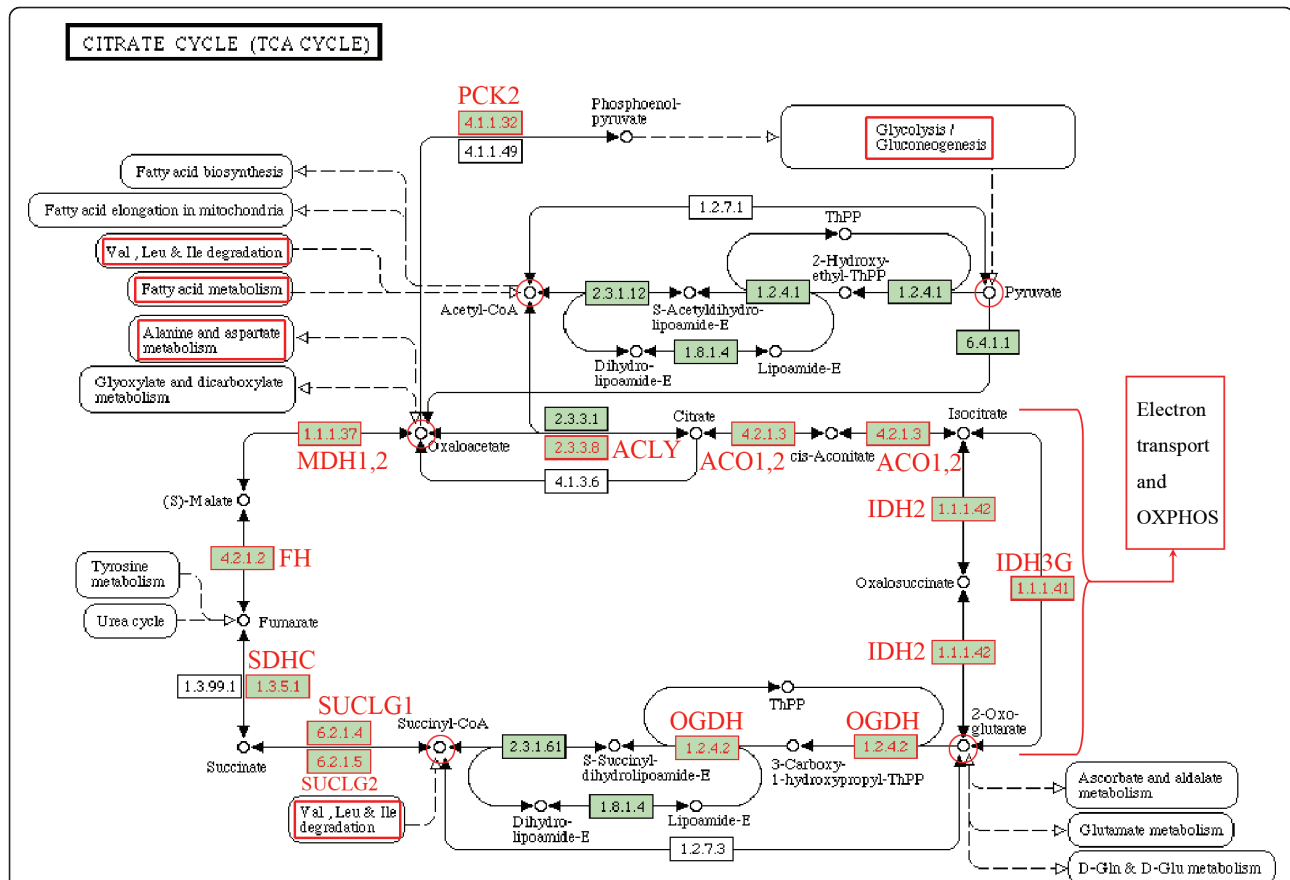 CITRATE CYCLE (TCA CYCLE)
PCK2
4.1.1.32
4.1.1.49
Phosphoenol-
pyruvate
Glycolysis /
Gluconeogenesis
Fatty acid biosynthesis
Fatty acid elongation in mitochondria
Val , Leu & Ile degradation
Fatty acid metabolism
Alanine and aspartate
metabolism
Glyoxylate and dicarboxylate
metabolism
1.2.7.1
ThPP
2-Hydroxy-
ethyl-ThPP
2.3.1.12
1.2.4.1
1.2.4.1
Acetyl-CoA
S-Acetyldihydro-
lipoamide-E
Pyruvate
Dihydro-
lipoamide-E
1.8.1.4
Lipoamide-E
6.4.1.1
1.1.1.37
MDH1,2
Oxaloacetate
2.3.3.1
2.3.3.8
ACLY
4.1.3.6
Citrate
4.2.1.3
ACO1,2
cis-Aconitate
4.2.1.3
ACO1,2
Isocitrate
Electron
transport
and
OXPHOS
(S)-Malate
IDH2
1.1.1.42
4.2.1.2
FH
Tyrosine
metabolism
Urea cycle
Fumarate
Oxalosuccinate
IDH3G
1.1.1.41
IDH2
1.1.1.42
SDHC
1.3.99.1
1.3.5.1
SUCLG1
6.2.1.4
6.2.1.5
SUCLG2
Succinate
Succinyl-CoA
2.3.1.61
S-Succinyl-
dihydrolipoamide-E
ThPP
OGDH
1.2.4.2
3-Carboxy-
1-hydroxypropyl-ThPP
OGDH
1.2.4.2
2-Oxo-
glutarate
Val , Leu & Ile
degradation
Dihydro-
lipoamide-E
1.8.1.4
Lipoamide-E
1.2.7.3
Ascorbate and aldalate
metabolism
Glutamate metabolism
D-Gln & D-Glu metabolism